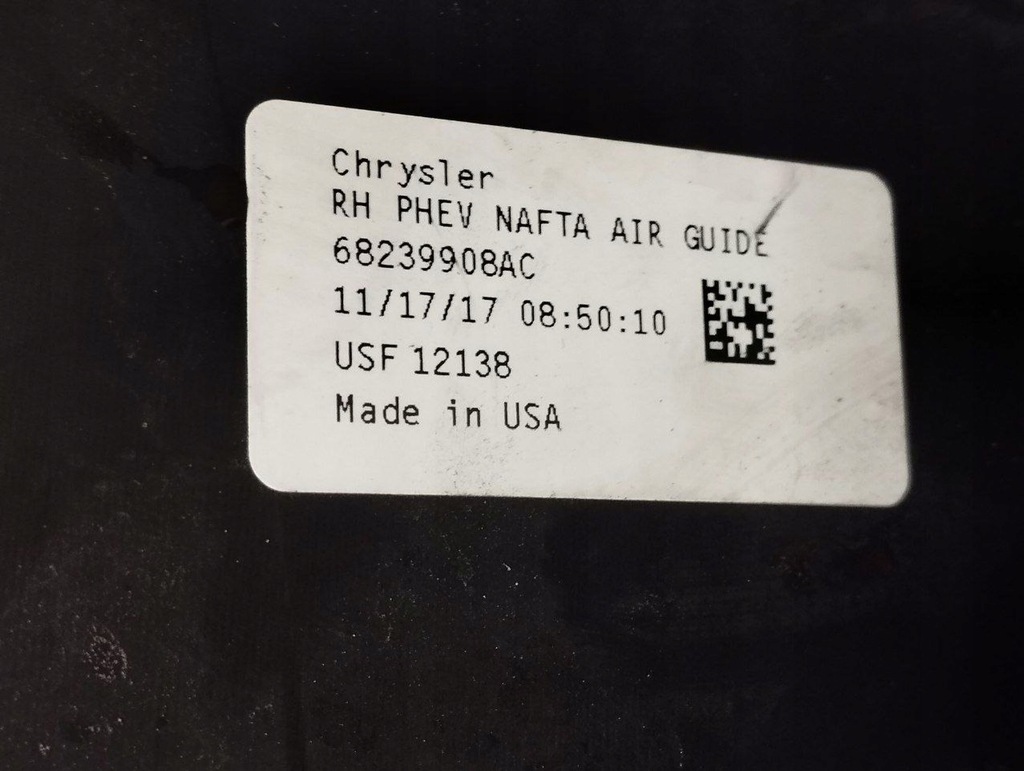 Chrysler
RH PHEV NAFTA AIR GUIDE
68239908AC
11/17/17 08:50:10
USF 12138
Made in USA